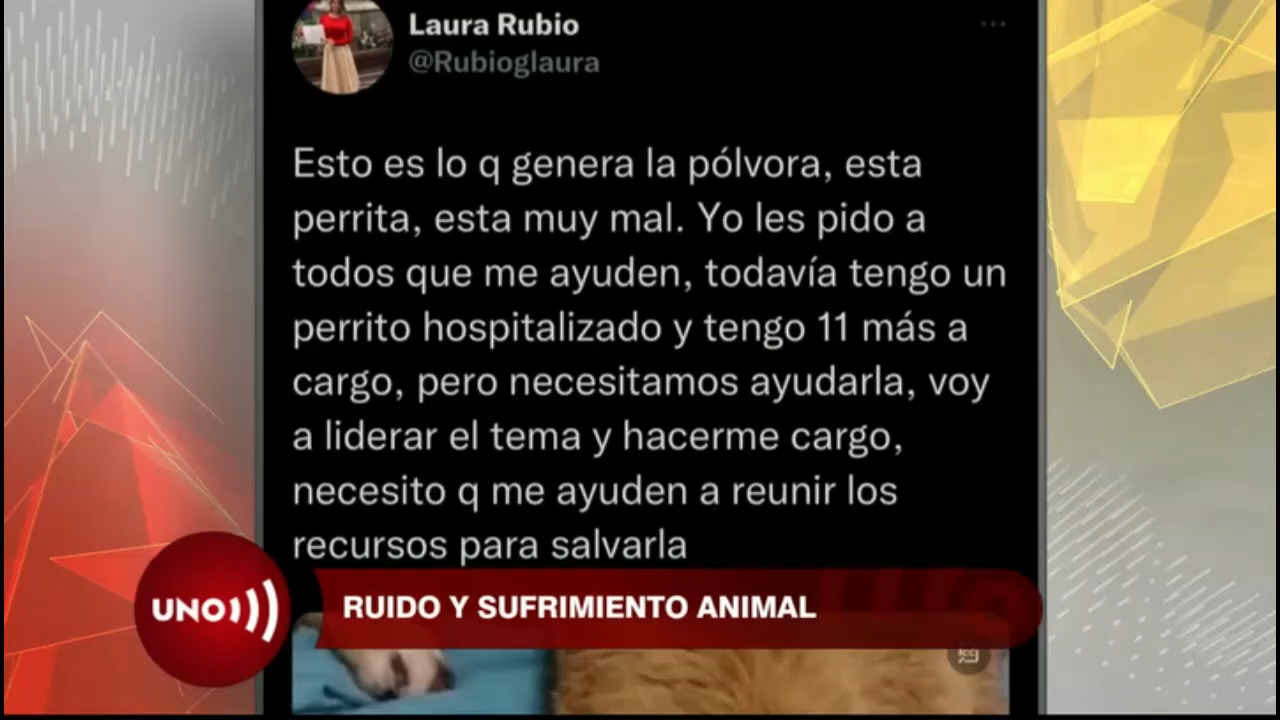 Laura Rubio
@Rubioglaura
Esto es lo q genera la pólvora, esta
perrita, esta muy mal. Yo les pido a
todos que me ayuden, todavía tengo un
perrito hospitalizado y tengo 11 más a
cargo, pero necesitamos ayudarla, voy
a liderar el tema y hacerme cargo,
necesito q me ayuden a reunir los
recursos para salvarla
UNO
RUIDO Y SUFRIMIENTO ANIMAL